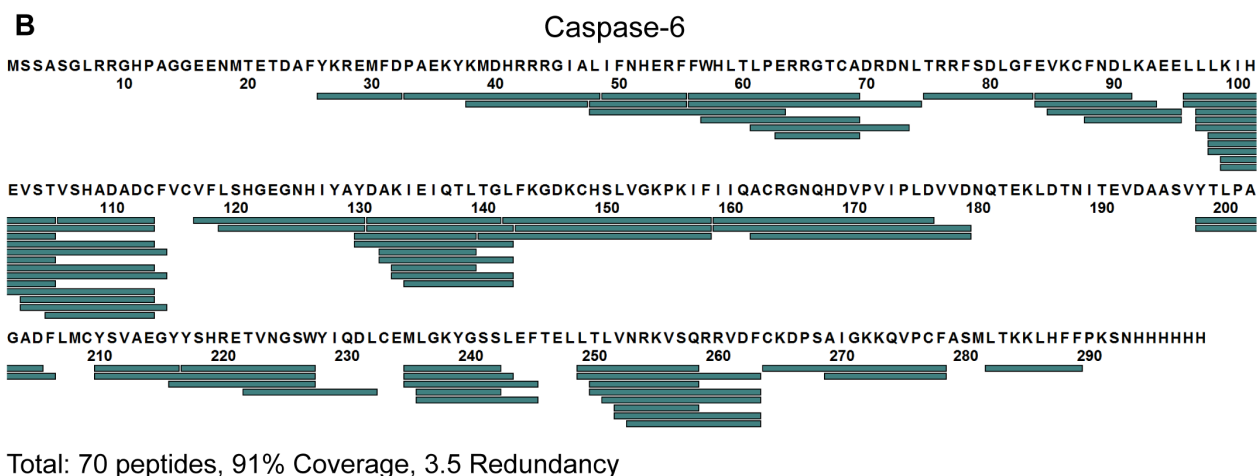 B
Caspase-6
MSSASGLRRGHPAGGEENMTETDAFYKREMFDPAEKYKMDHRRRGIALIFNHERFFWHLTLPERRGTCADRDNLTRRFSDLGFEVKCFNDLKAEELLLKIH
10 20 30 40 50 60 70 80 90 100
EVSTVSHADADCFVCVFLSHGEGNHIYAYDAKIEIQTLTGLFKGDKCHSLVGKPKIFIIQACRGNQHDVPVIPLDVVDNQTEKLDTNITEVDAASVYTLPA
110 120 130 140 150 160 170 180 190 200
GADFLMCYSVAEGYYSHRETVNGSWYIQDLCEMLGKYGSSLEFTELLTLVNRKVSQRRVDFCKDPSAIGKKQVPCFASMLTKKLHFFPKSNHHHHHH
210 220 230 240 250 260 270 280 290
Total: 70 peptides, 91% Coverage, 3.5 Redundancy